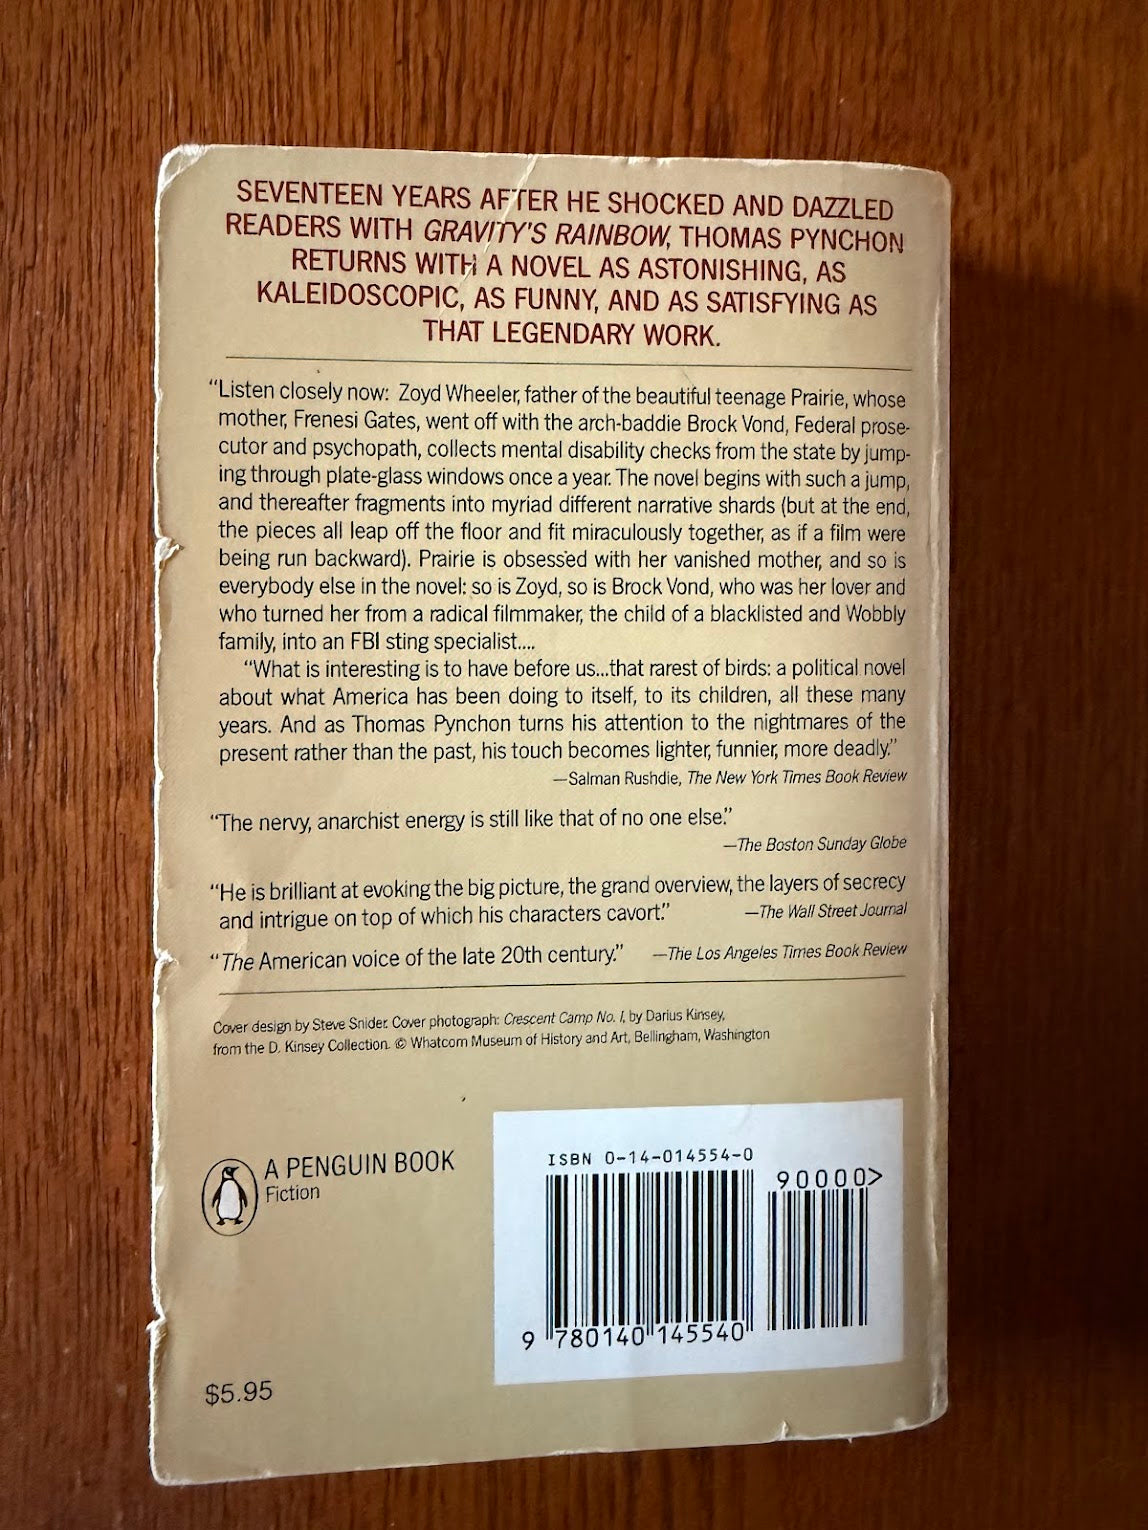 SEVENTEEN YEARS AFTER HE SHOCKED AND DAZZLED
READERS WITH GRAVITY'S RAINBOW, THOMAS PYNCHON
RETURNS WITH A NOVEL AS ASTONISHING, AS
KALEIDOSCOPIC, AS FUNNY, AND AS SATISFYING AS
THAT LEGENDARY WORK.
“Listen closely now: Zoyd Wheeler, father of the beautiful teenage Prairie, whose
mother, Frenesi Gates, went off with the arch-baddie Brock Vond, Federal prose-
cutor and psychopath, collects mental disability checks from the state by jump-
ing through plate-glass windows once a year. The novel begins with such a jump,
and thereafter fragments into myriad different narrative shards (but at the end,
the pieces all leap off the floor and fit miraculously together, as if a film were
being run backward). Prairie is obsessed with her vanished mother, and so is
everybody else in the novel: so is Zoyd, so is Brock Vond, who was her lover and
who turned her from a radical filmmaker, the child of a blacklisted and Wobbly
family, into an FBI sting specialist....
“What is interesting is to have before us...that rarest of birds: a political novel
about what America has been doing to itself, to its children, all these many
years. And as Thomas Pynchon turns his attention to the nightmares of the
present rather than the past, his touch becomes lighter, funnier, more deadly.”
—Salman Rushdie, The New York Times Book Review
“The nervy, anarchist energy is still like that of no one else.”
—The Boston Sunday Globe
“He is brilliant at evoking the big picture, the grand overview, the layers of secrecy
and intrigue on top of which his characters cavort.” —The Wall Street Journal
“The American voice of the late 20th century.” —The Los Angeles Times Book Review
Cover design by Steve Snider. Cover photograph: Crescent Camp No. 1, by Darius Kinsey,
from the D. Kinsey Collection. © Whatcom Museum of History and Art, Bellingham, Washington
A PENGUIN BOOK
Fiction
ISBN 0-14-014554-0
90000>
9 780140 145540
$5.95